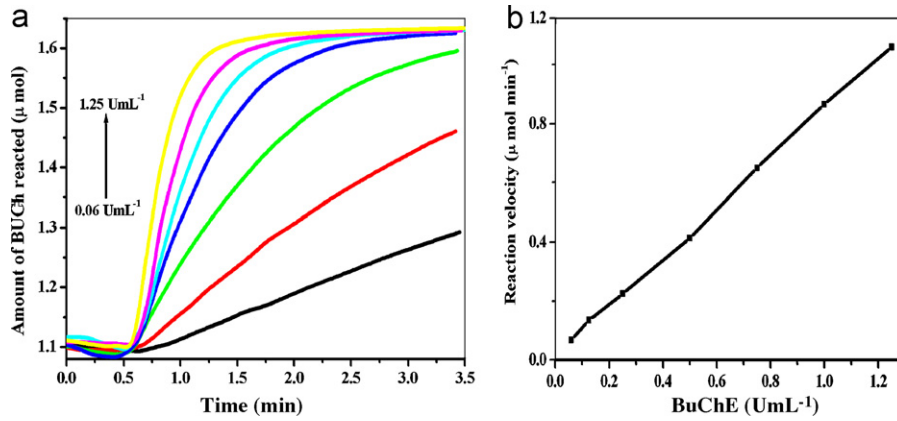 a
Amount of BUGh reacted (μ mol)
1.6
1.5
1.4
1.3
1.2
1.1
1.25 UmL⁻¹
0.06 UmL⁻¹
0.0 0.5 1.0 1.5 2.0 2.5 3.0 3.5
Time (min)
b
Reaction velocity (μ mol min⁻¹)
1.2
0.8
0.4
0.0
0.0 0.2 0.4 0.6 0.8 1.0 1.2
BuChE (UmL⁻¹)